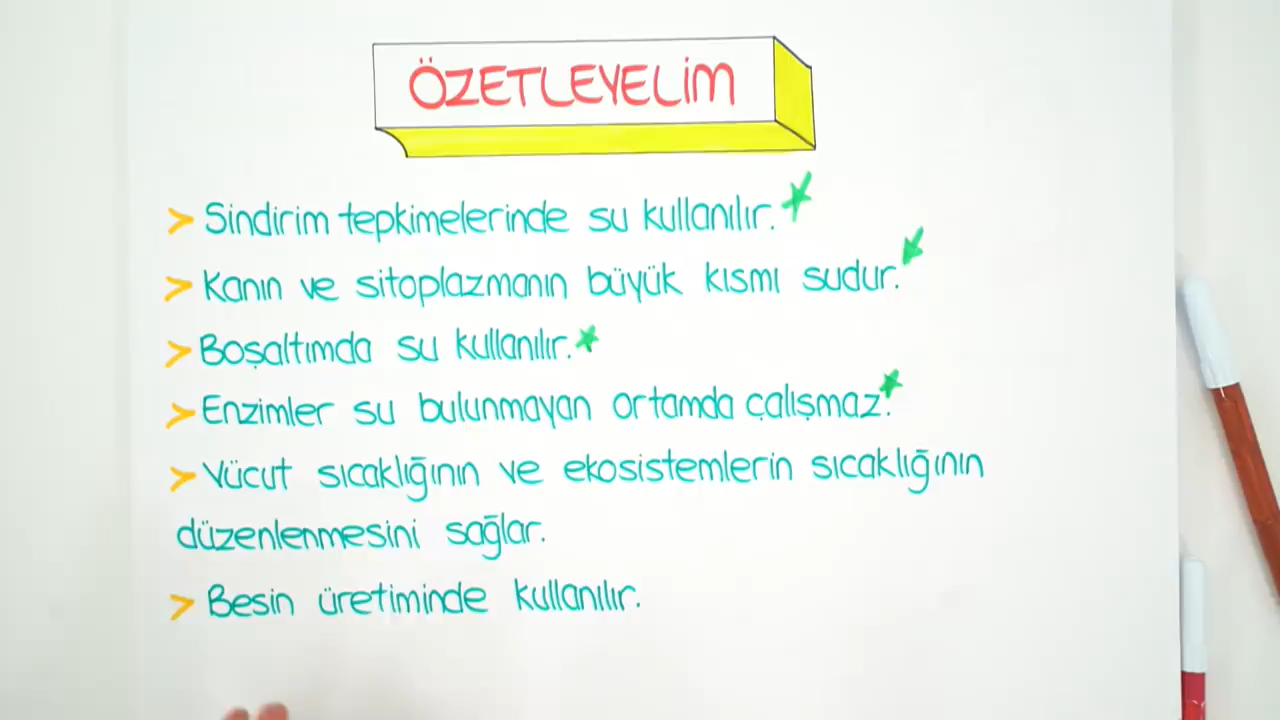 ÖZETLEYELİM
> Sindirim tepkimelerinde su kullanılır.
> Kanın ve sitoplazmanın büyük kısmı sudur.
> Boşaltımda su kullanılır.
> Enzimler su bulunmayan ortamda çalışmaz.
> Vücut sıcaklığının ve ekosistemlerin sıcaklığının
düzenlenmesini sağlar.
> Besin üretiminde kullanılır.